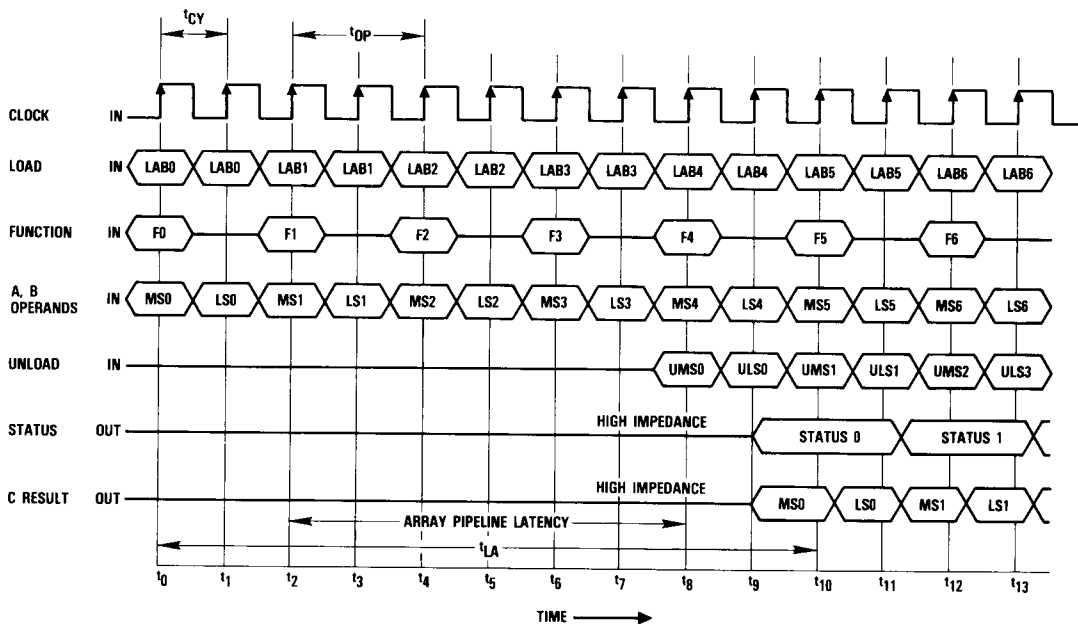 tCY
tOP
CLOCK IN
LOAD IN LAB0 LAB0 LAB1 LAB1 LAB2 LAB2 LAB3 LAB3 LAB4 LAB4 LAB5 LAB5 LAB6 LAB6
FUNCTION IN F0 F1 F2 F3 F4 F5 F6
A, B
OPERANDS IN MS0 LS0 MS1 LS1 MS2 LS2 MS3 LS3 MS4 LS4 MS5 LS5 MS6 LS6
UNLOAD IN UMS0 ULS0 UMS1 ULS1 UMS2 ULS3
STATUS OUT HIGH IMPEDANCE STATUS 0 STATUS 1
C RESULT OUT HIGH IMPEDANCE MS0 LS0 MS1 LS1
ARRAY PIPELINE LATENCY
tLA
t0 t1 t2 t3 t4 t5 t6 t7 t8 t9 t10 t11 t12 t13
TIME